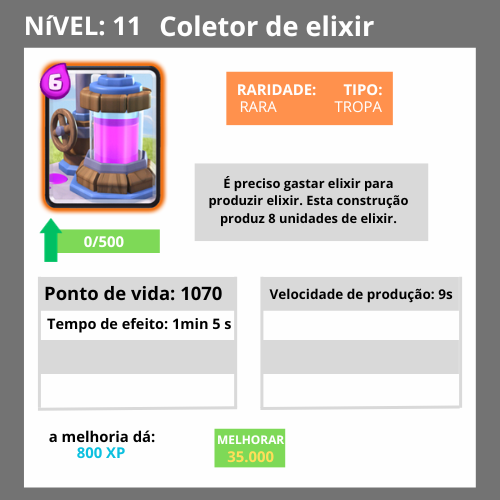 NíVEL: 11 Coletor de elixir
6
RARIDADE: TIPO:
RARA TROPA
É preciso gastar elixir para
produzir elixir. Esta construção
produz 8 unidades de elixir.
0/500
Ponto de vida: 1070
Tempo de efeito: 1min 5 s
Velocidade de produção: 9s
a melhoria dá:
800 XP
MELHORAR
35.000